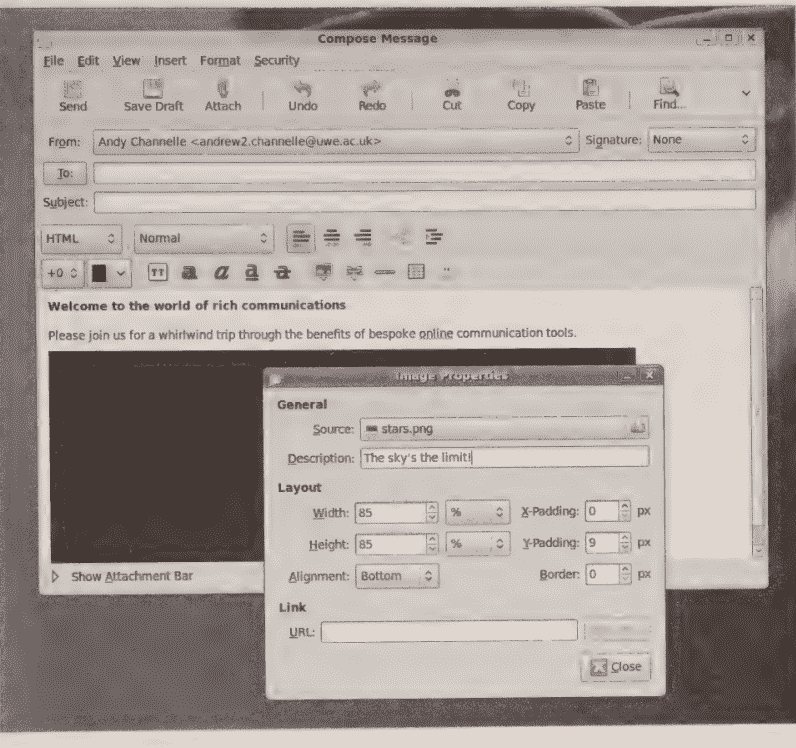 Compose Message
File Edit View Insert Format Security
Send Save Draft Attach Undo Redo Cut Copy Paste Find...
From: Andy Channelle <andrew2.channelle@uwe.ac.uk> Signature: None
To:
Subject:
HTML Normal
+0
Welcome to the world of rich communications
Please join us for a whirlwind trip through the benefits of bespoke online communication tools.
Image Properties
General
Source: stars.png
Description: The sky's the limit!
Layout
Width: 85 % X-Padding: 0 px
Height: 85 % Y-Padding: 9 px
Alignment: Bottom Border: 0 px
Link
URL:
Close
Show Attachment Bar